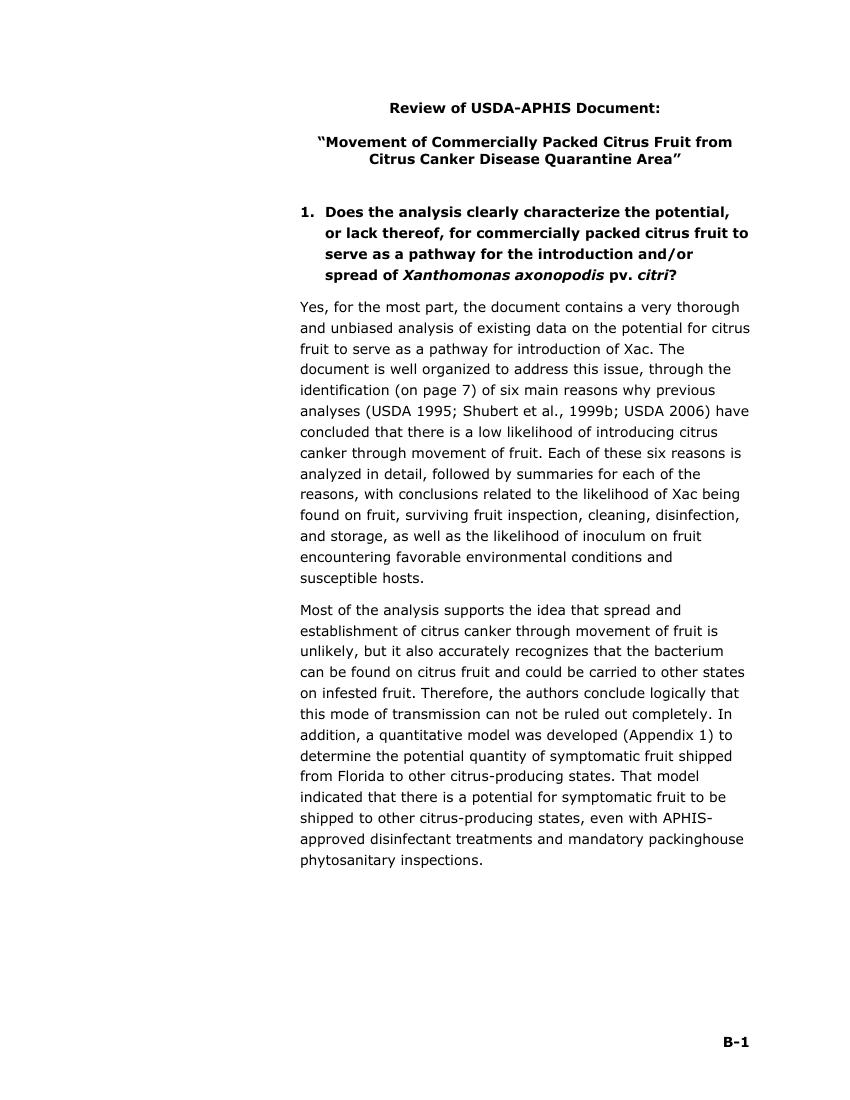 Review of USDA-APHIS Document:
“Movement of Commercially Packed Citrus Fruit from
Citrus Canker Disease Quarantine Area”
1. Does the analysis clearly characterize the potential,
or lack thereof, for commercially packed citrus fruit to
serve as a pathway for the introduction and/or
spread of Xanthomonas axonopodis pv. citri?
Yes, for the most part, the document contains a very thorough
and unbiased analysis of existing data on the potential for citrus
fruit to serve as a pathway for introduction of Xac. The
document is well organized to address this issue, through the
identification (on page 7) of six main reasons why previous
analyses (USDA 1995; Shubert et al., 1999b; USDA 2006) have
concluded that there is a low likelihood of introducing citrus
canker through movement of fruit. Each of these six reasons is
analyzed in detail, followed by summaries for each of the
reasons, with conclusions related to the likelihood of Xac being
found on fruit, surviving fruit inspection, cleaning, disinfection,
and storage, as well as the likelihood of inoculum on fruit
encountering favorable environmental conditions and
susceptible hosts.
Most of the analysis supports the idea that spread and
establishment of citrus canker through movement of fruit is
unlikely, but it also accurately recognizes that the bacterium
can be found on citrus fruit and could be carried to other states
on infested fruit. Therefore, the authors conclude logically that
this mode of transmission can not be ruled out completely. In
addition, a quantitative model was developed (Appendix 1) to
determine the potential quantity of symptomatic fruit shipped
from Florida to other citrus-producing states. That model
indicated that there is a potential for symptomatic fruit to be
shipped to other citrus-producing states, even with APHIS-
approved disinfectant treatments and mandatory packinghouse
phytosanitary inspections.
B-1